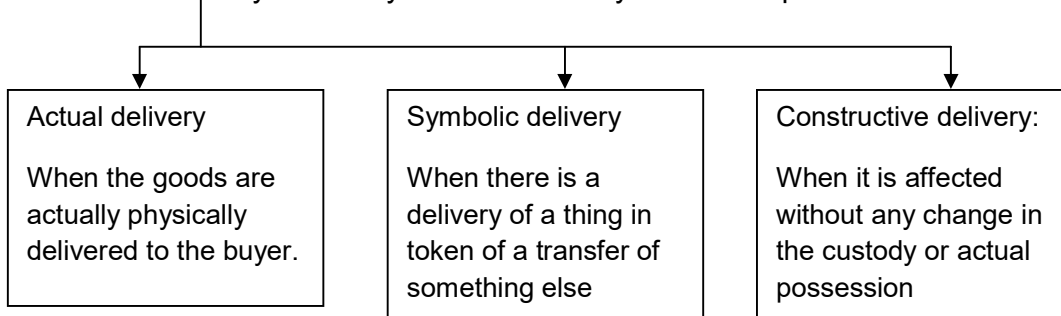 Actual delivery
When the goods are
actually physically
delivered to the buyer.
Symbolic delivery
When there is a
delivery of a thing in
token of a transfer of
something else
Constructive delivery:
When it is affected
without any change in
the custody or actual
possession